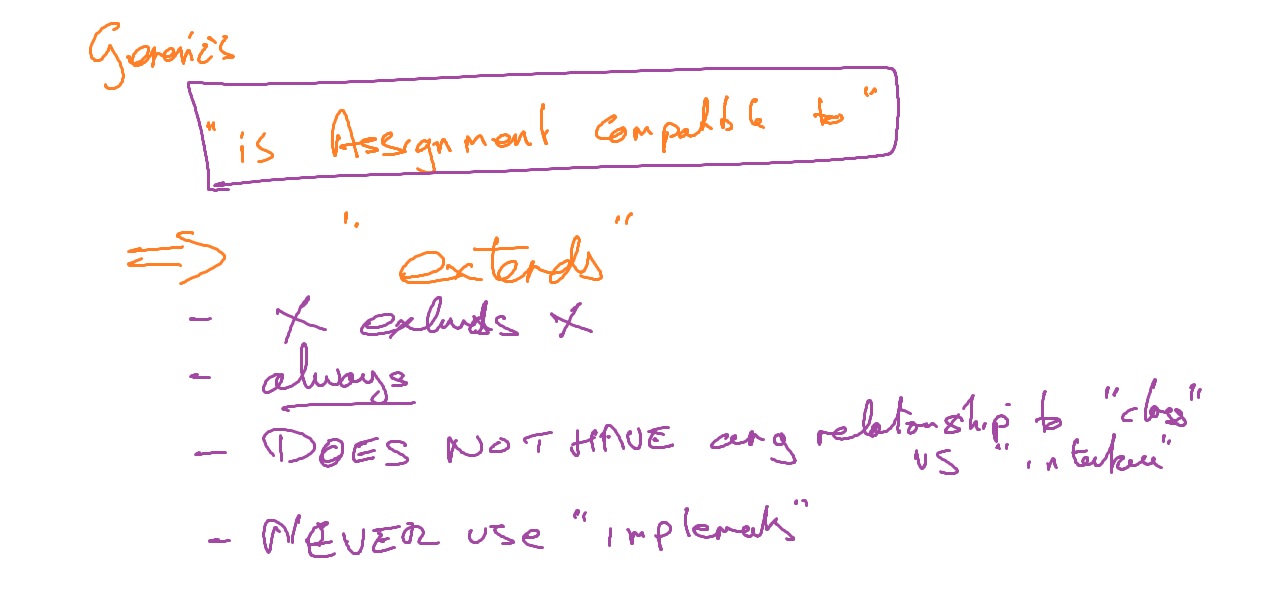 Generics
"is Assignment compatible to"
⇒ "extends"
- X extends X
- always
- DOES NOT HAVE any relationship to "class"
vs "interface"
- NEVER use "implements"